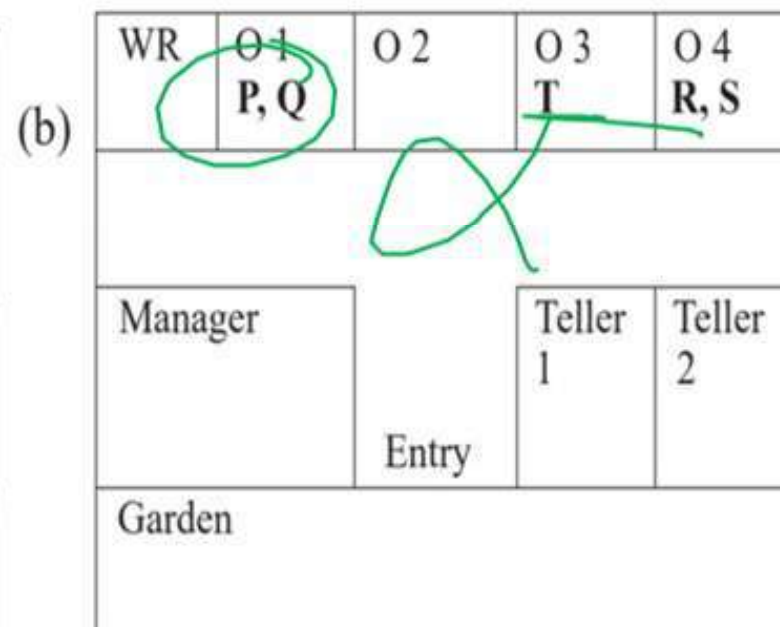 (b)
WR O 1 O 2 O 3 O 4
P, Q T R, S
Manager Teller Teller
1 2
Entry
Garden